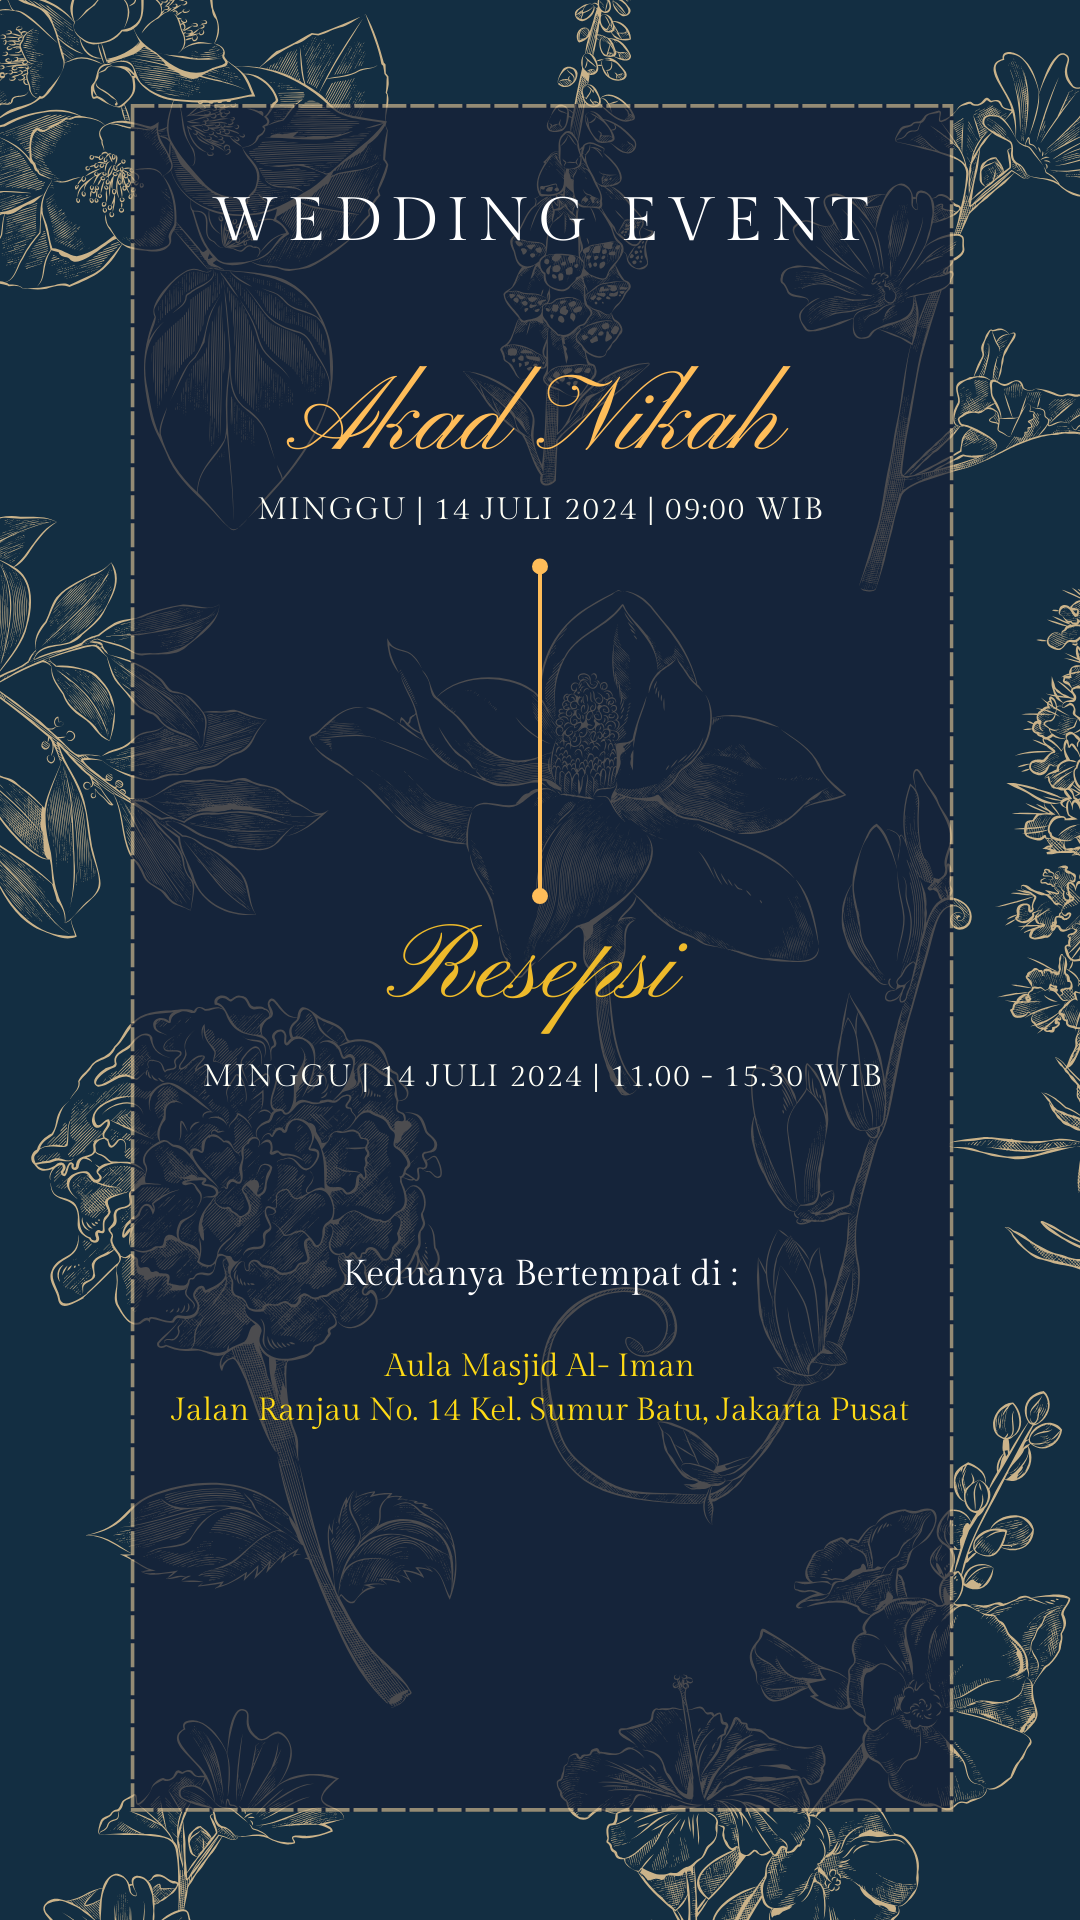 WEDDING EVENT
Akad Nikah
MINGGU | 14 JULI 2024 | 09:00 WIB
Resepsi
MINGGU | 14 JULI 2024 | 11.00 - 15.30 WIB
Keduanya Bertempat di :
Aula Masjid Al- Iman
Jalan Ranjau No. 14 Kel. Sumur Batu, Jakarta Pusat